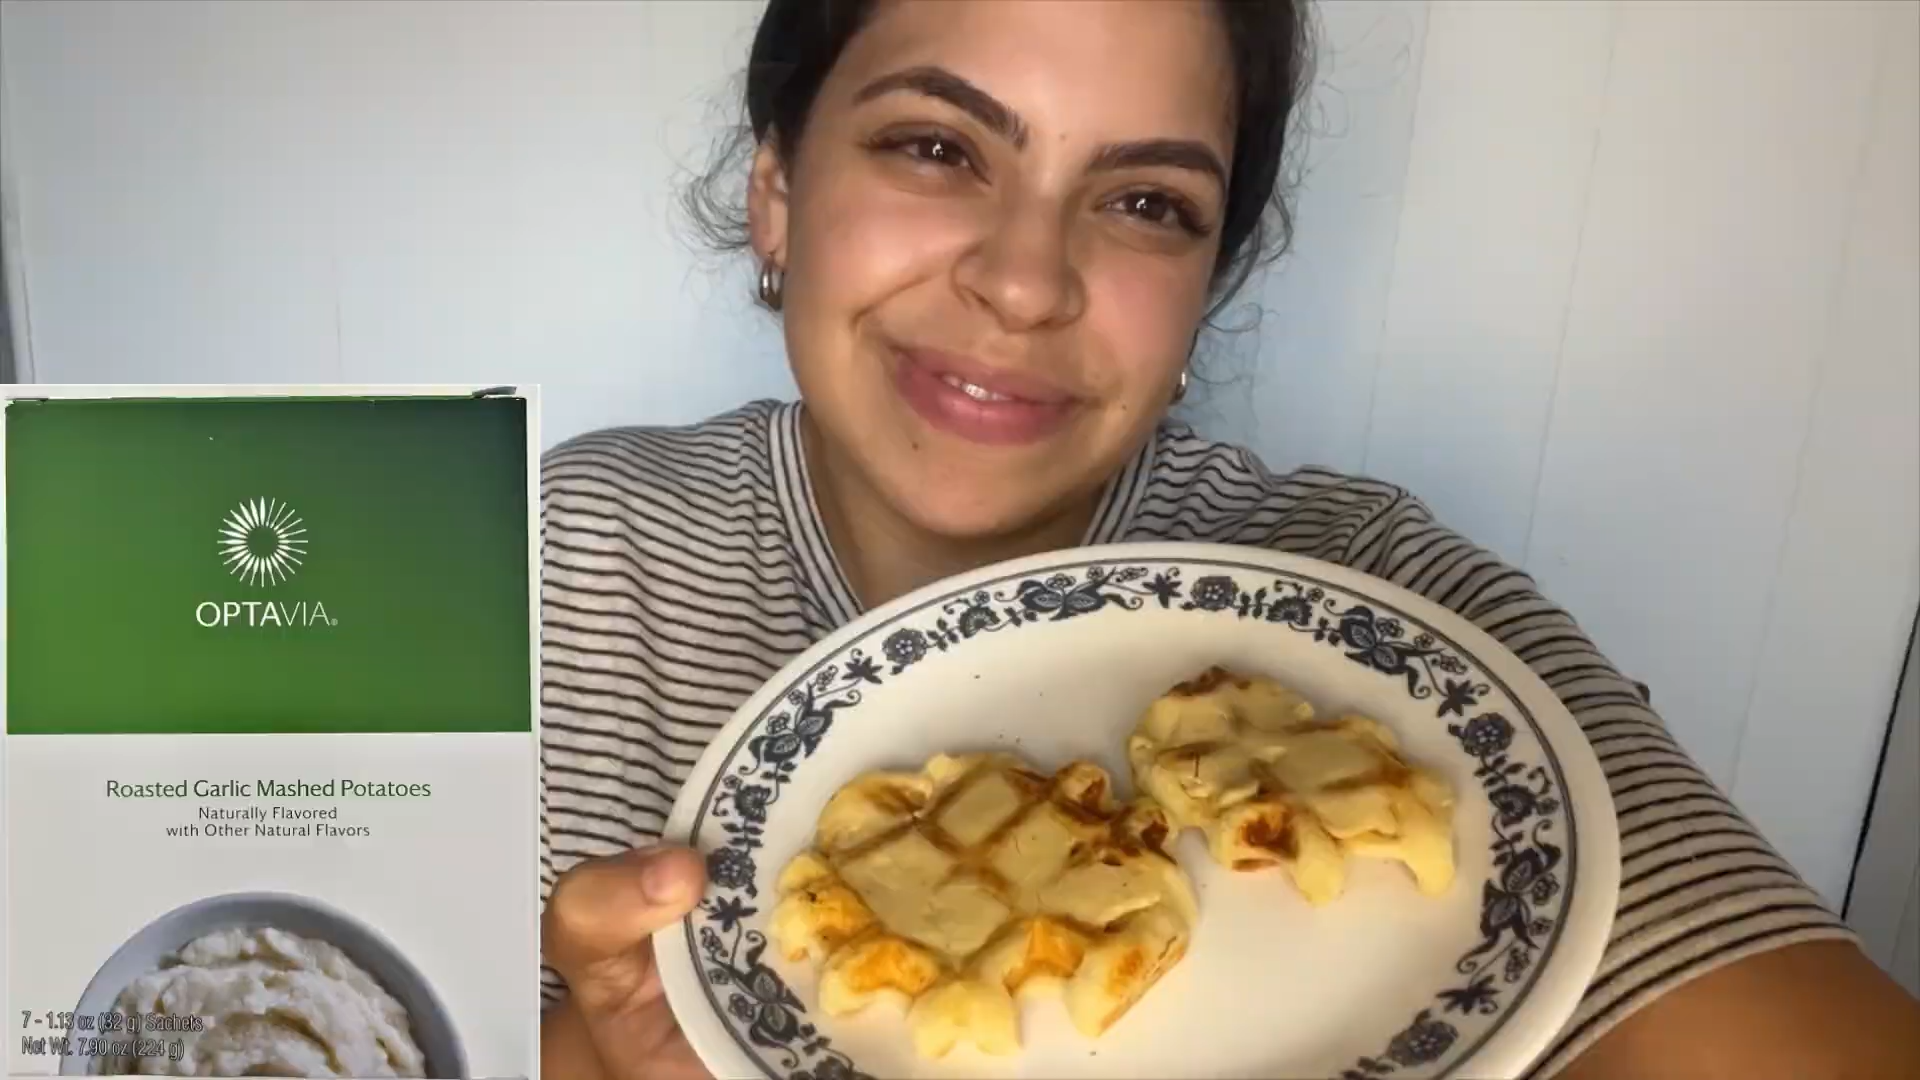 OPTAVIA®
Roasted Garlic Mashed Potatoes
Naturally Flavored
with Other Natural Flavors
7 - 1.13 oz (32 g) Sachets
Net Wt. 7.90 oz (224 g)